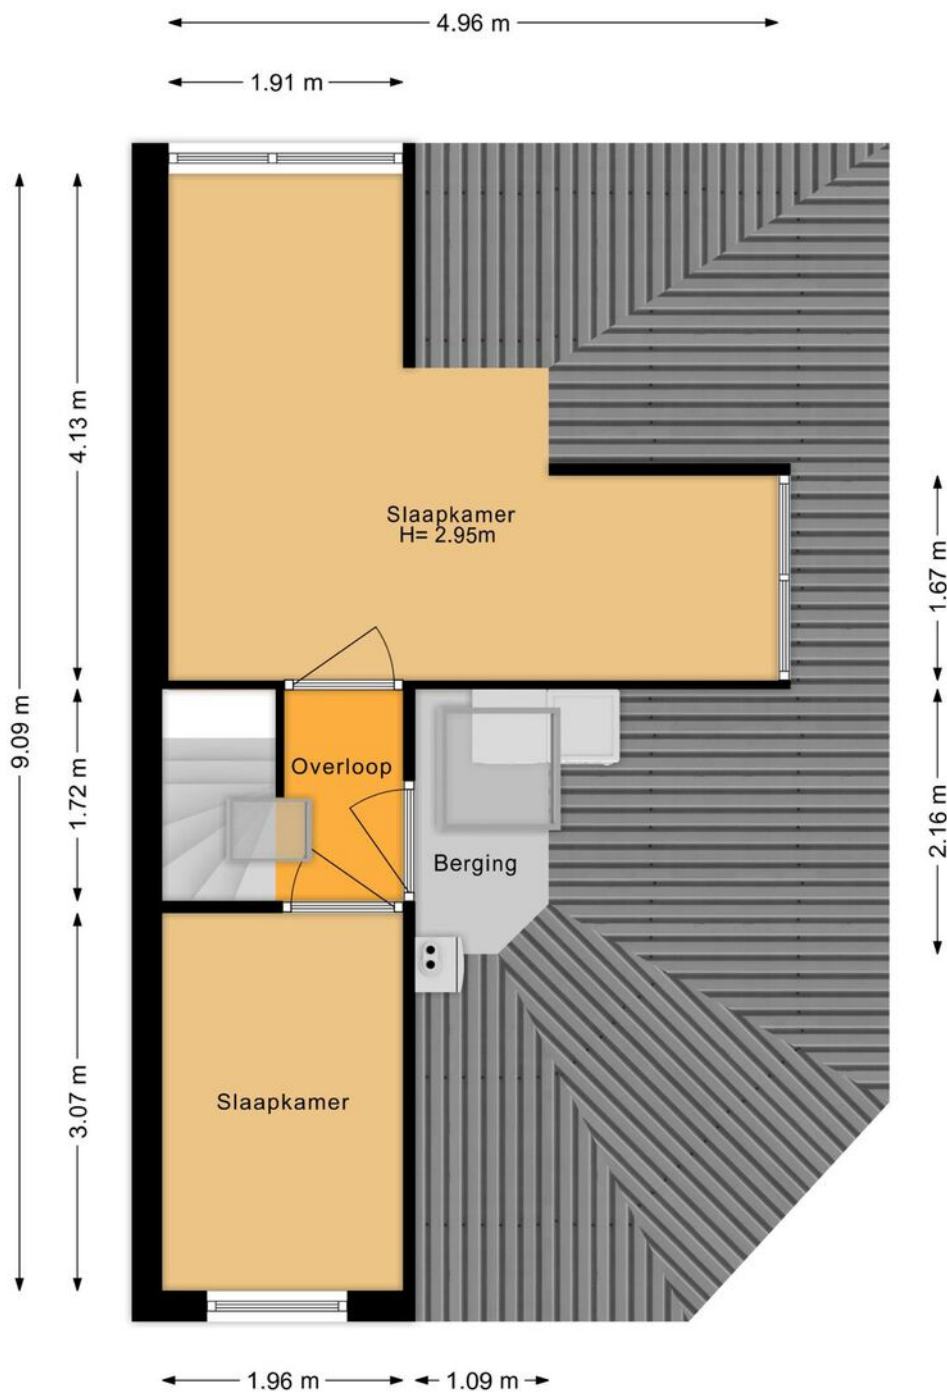 4.96 m
1.91 m
4.13 m
Slaapkamer
H= 2.95m
1.67 m
9.09 m
1.72 m
Overloop
2.16 m
Berging
3.07 m
Slaapkamer
1.96 m
1.09 m